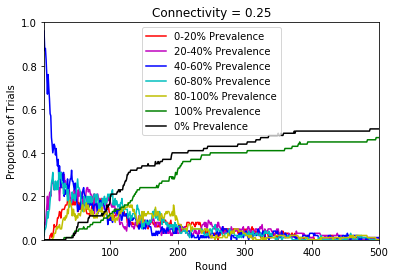 Connectivity = 0.25
1.0
0.8
0.6
0.4
0.2
0.0
Proportion of Trials
0-20% Prevalence
20-40% Prevalence
40-60% Prevalence
60-80% Prevalence
80-100% Prevalence
100% Prevalence
0% Prevalence
100 200 300 400 500
Round